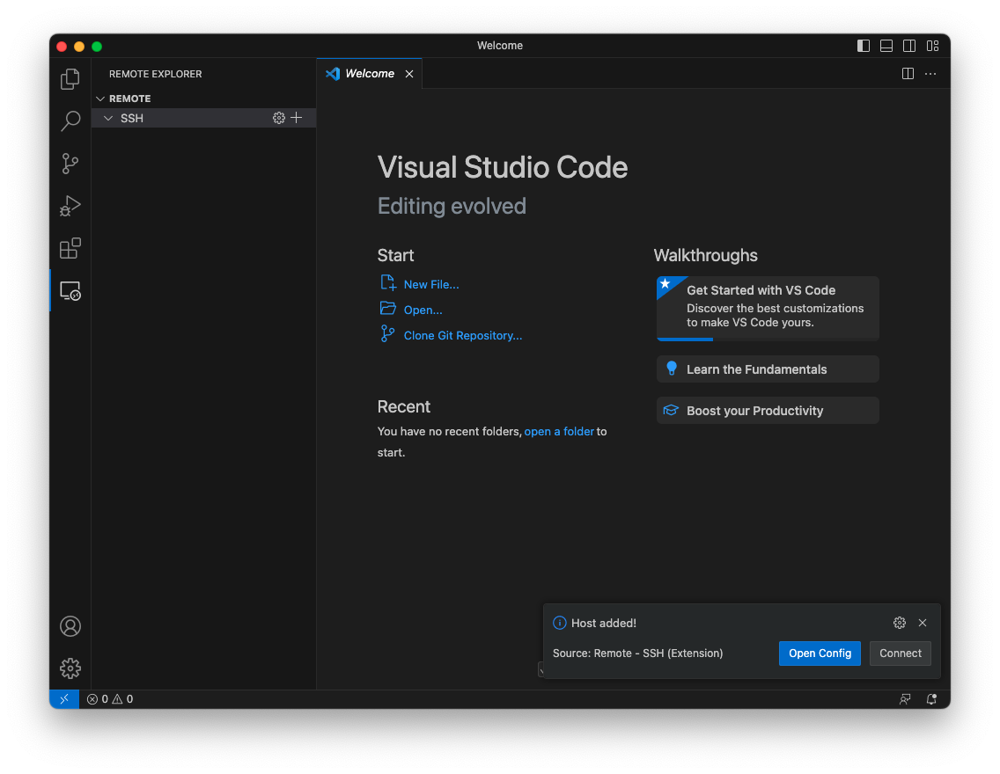 Welcome
REMOTE EXPLORER
REMOTE
SSH
Welcome
Visual Studio Code
Editing evolved
Start
New File...
Open...
Clone Git Repository...
Recent
You have no recent folders, open a folder to
start.
Walkthroughs
Get Started with VS Code
Discover the best customizations
to make VS Code yours.
Learn the Fundamentals
Boost your Productivity
Host added!
Source: Remote - SSH (Extension)
Open Config
Connect
0 0